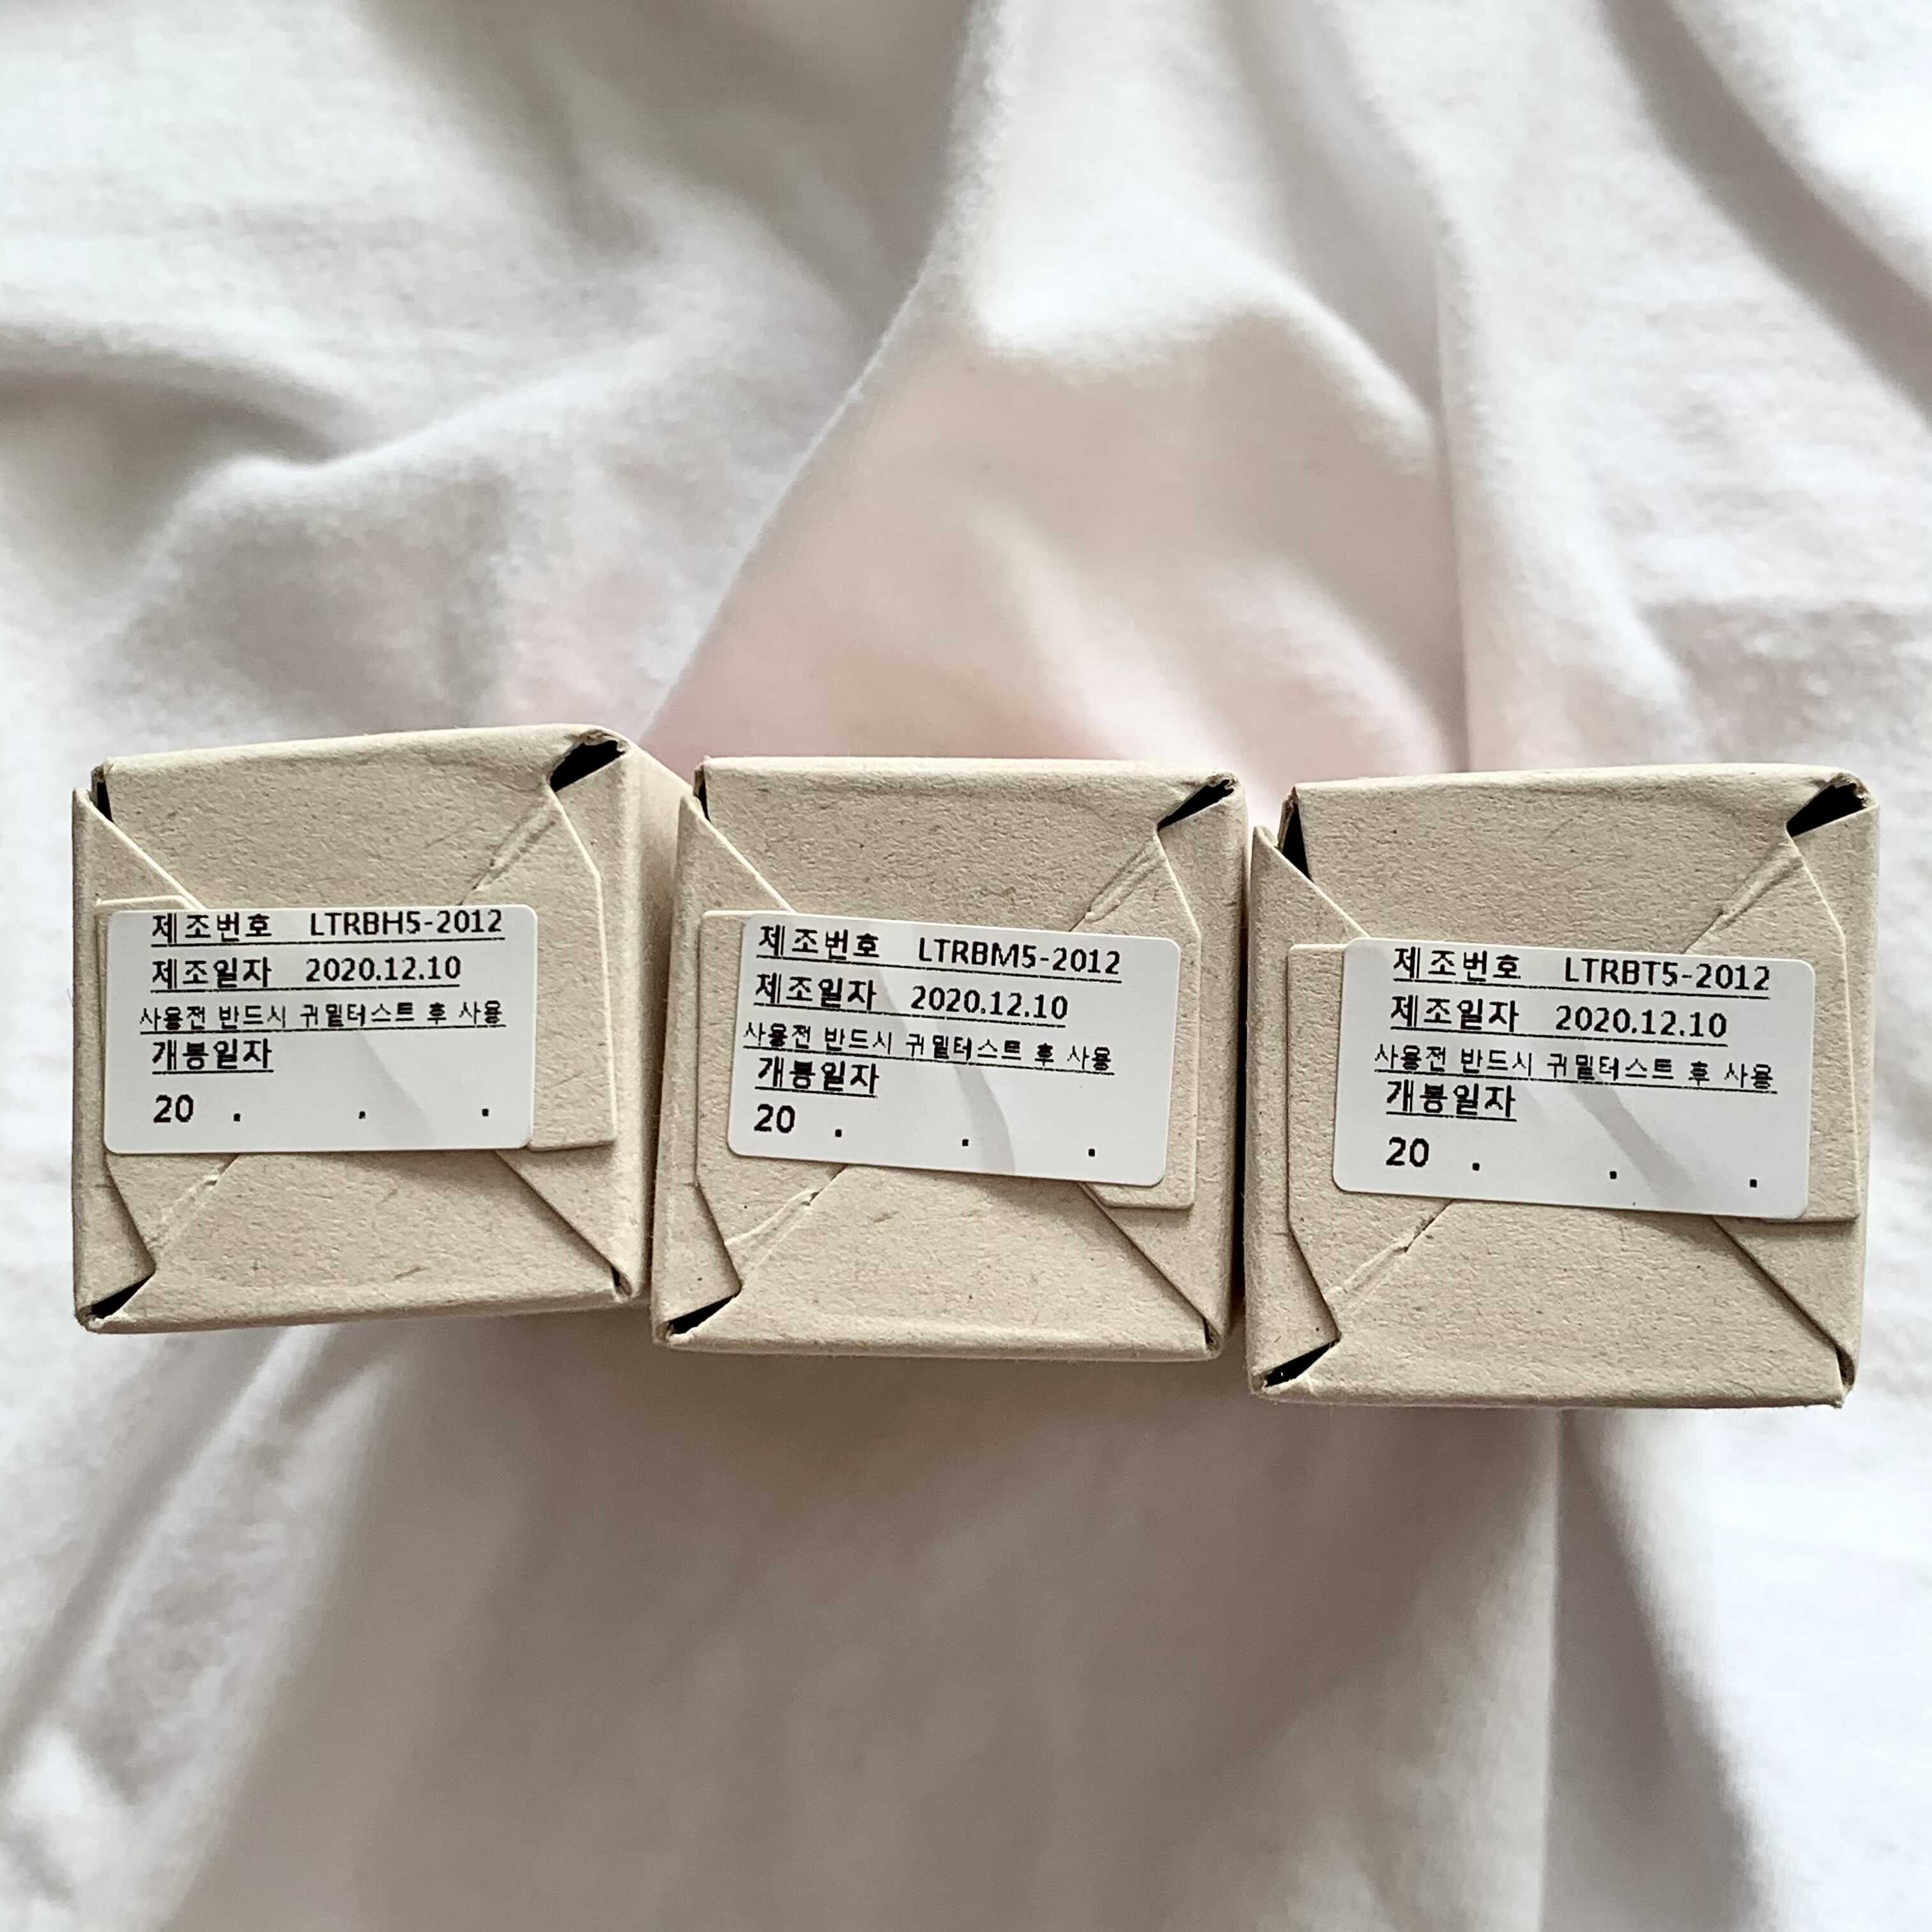 제조번호 LTRBH5-2012
제조일자 2020.12.10
사용전 반드시 귀밑테스트 후 사용
개봉일자
20 . . .
제조번호 LTRBM5-2012
제조일자 2020.12.10
사용전 반드시 귀밑테스트 후 사용
개봉일자
20 . . .
제조번호 LTRBT5-2012
제조일자 2020.12.10
사용전 반드시 귀밑테스트 후 사용
개봉일자
20 . . .